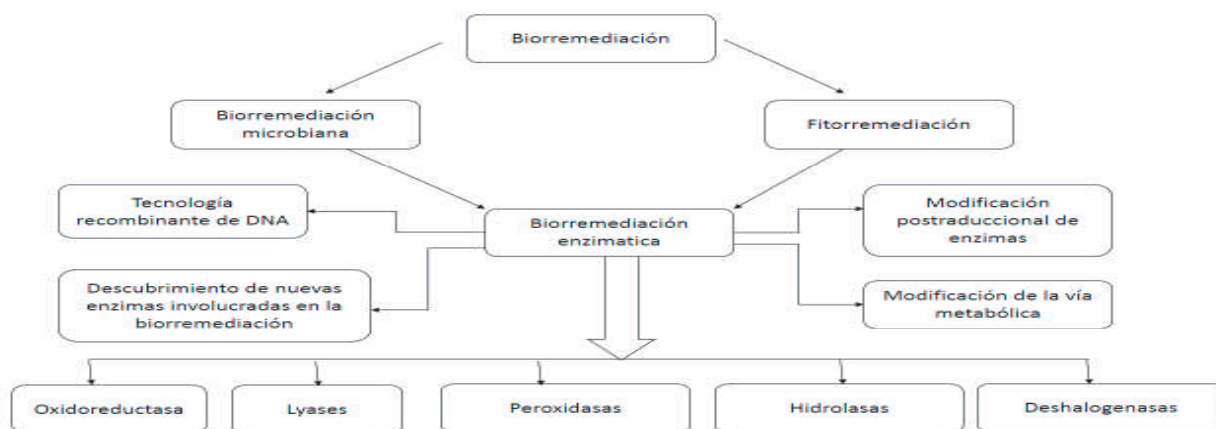 Biorremediación
Biorremediación
microbiana
Fitorremediación
Tecnología
recombinante de DNA
Biorremediación
enzimatica
Modificación
postraduccional de
enzimas
Descubrimiento de nuevas
enzimas involucradas en la
biorremediación
Modificación de la vía
metabólica
Oxidoreductasa
Lyases
Peroxidasas
Hidrolasas
Deshalogenasas